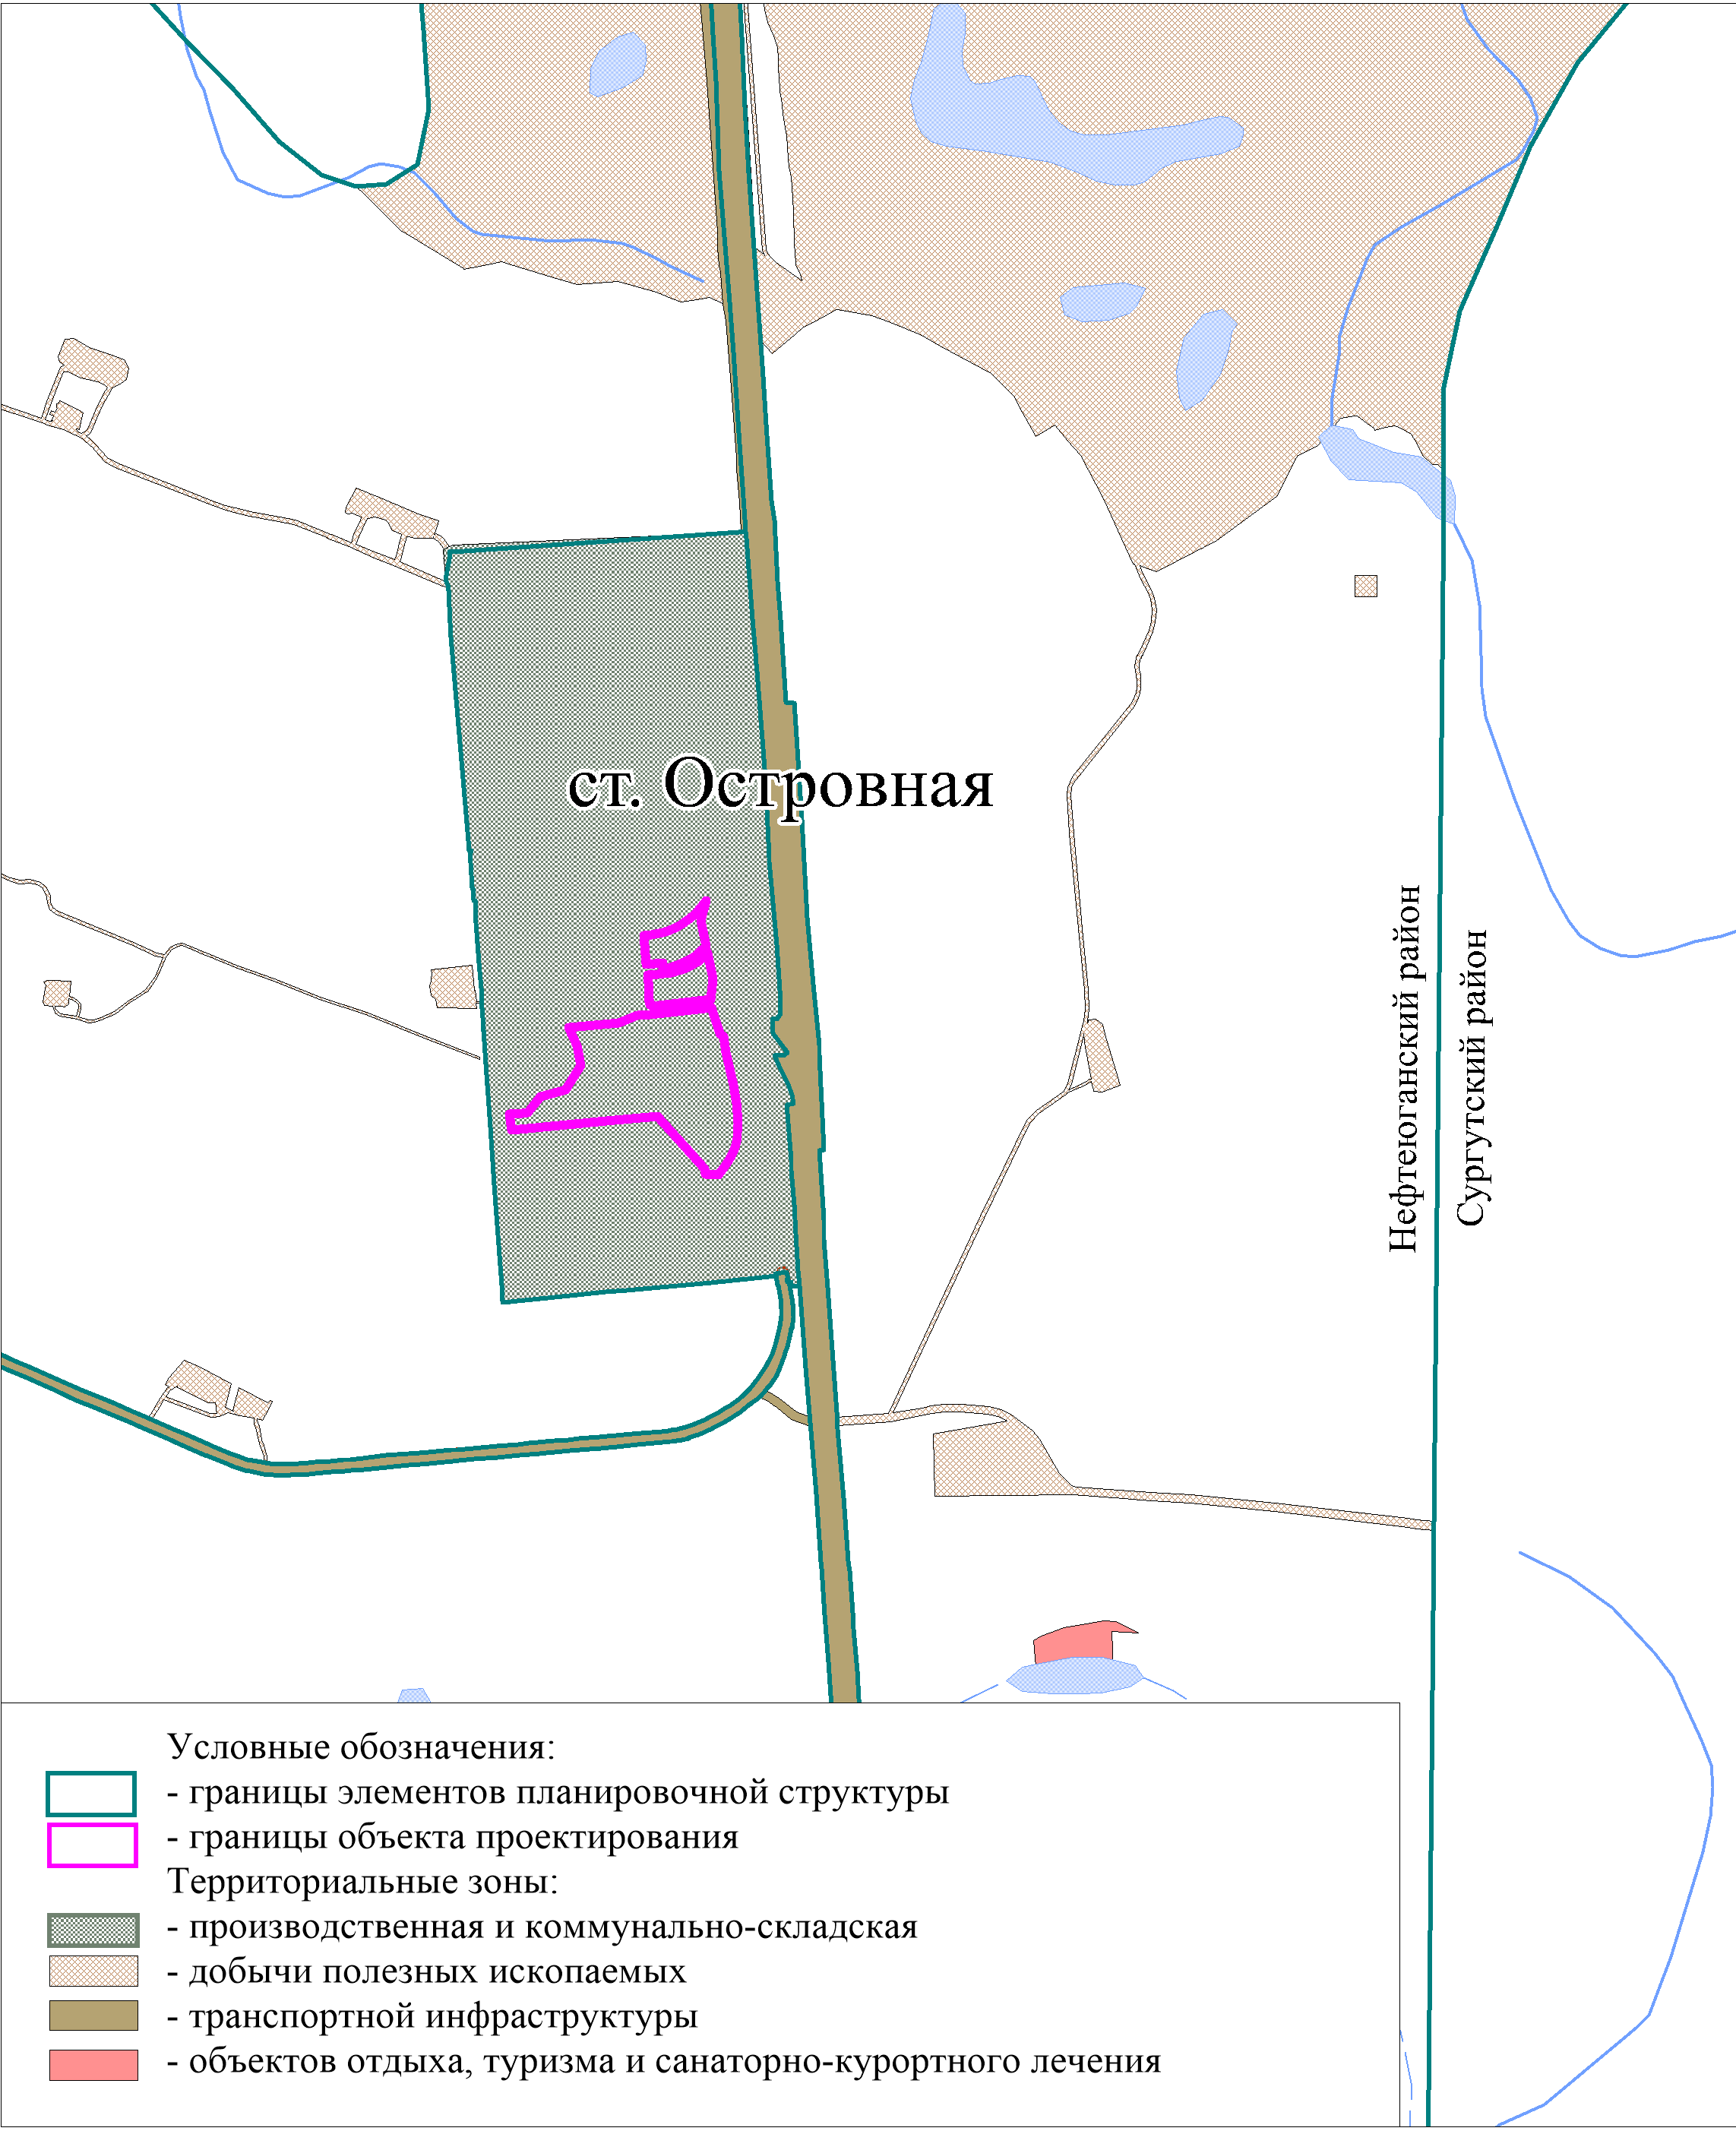 ст. Островная
Нефтеюганский район
Сургутский район
Условные обозначения:
- границы элементов планировочной структуры
- границы объекта проектирования
Территориальные зоны:
- производственная и коммунально-складская
- добычи полезных ископаемых
- транспортной инфраструктуры
- объектов отдыха, туризма и санаторно-курортного лечения